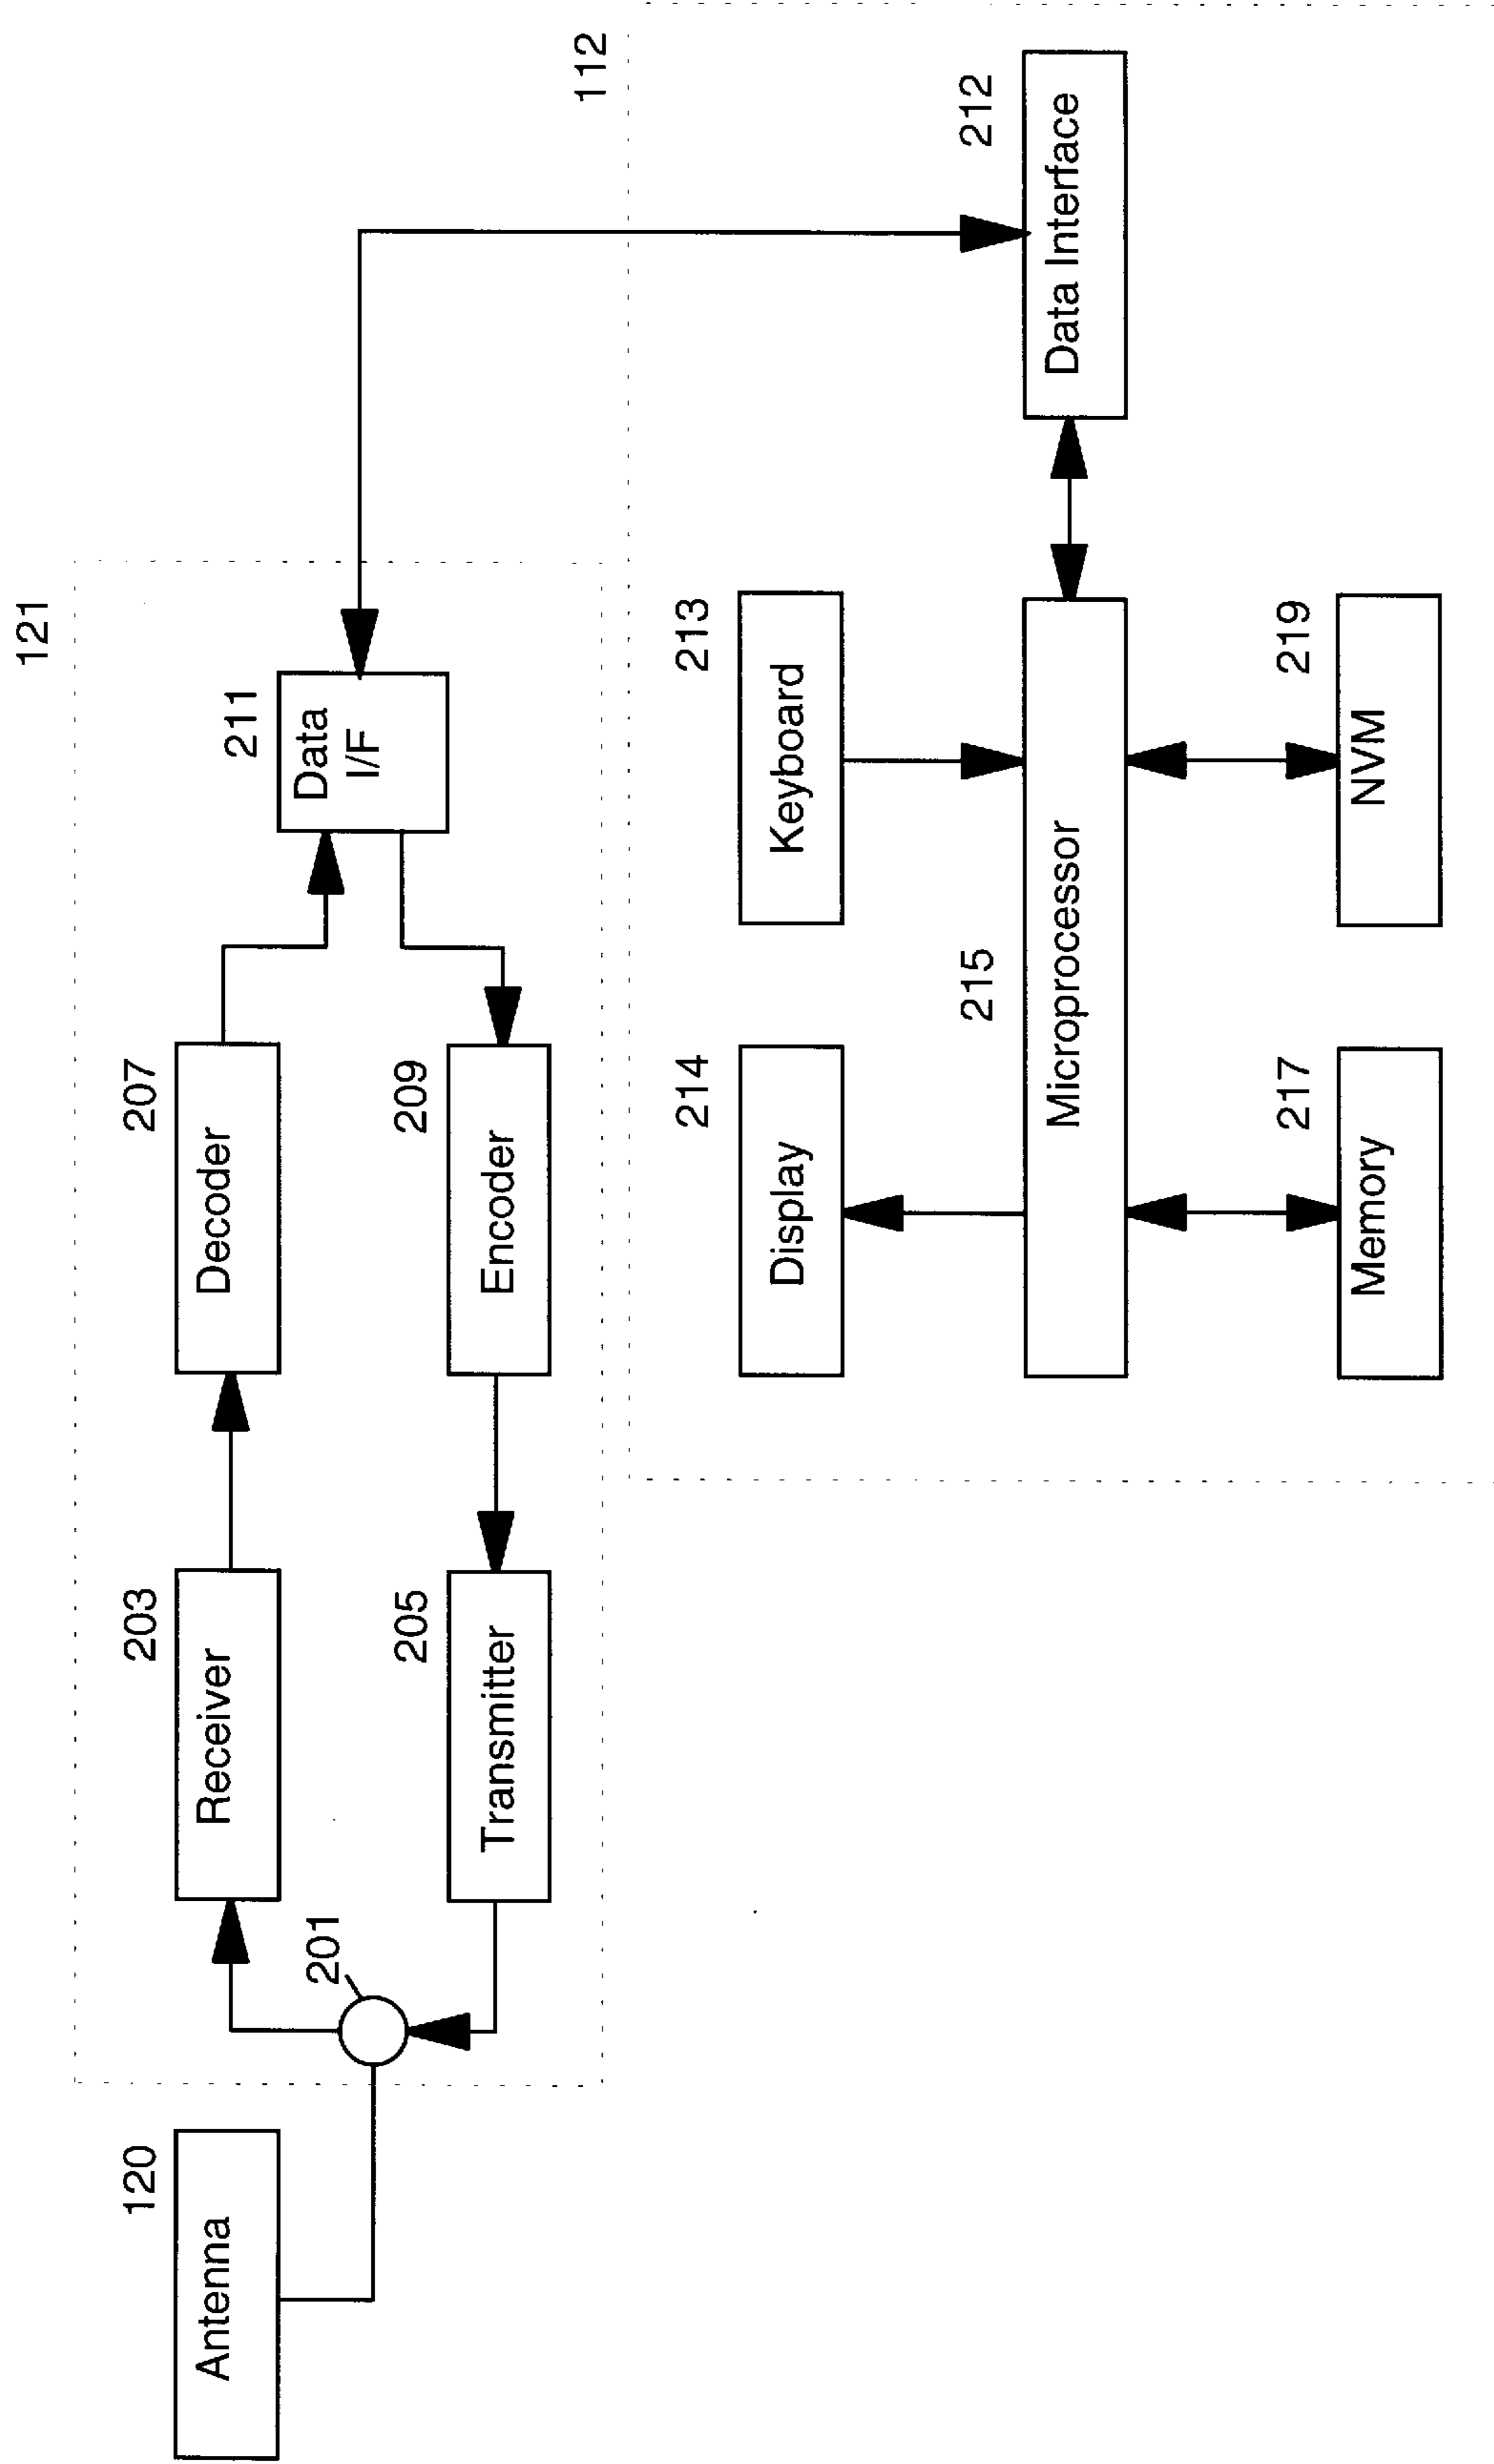 121
120
Antenna
201
203
Receiver
207
Decoder
211
Data
I/F
205
Transmitter
209
Encoder
112
214
Display
213
Keyboard
215
Microprocessor
212
Data Interface
217
Memory
219
NVM